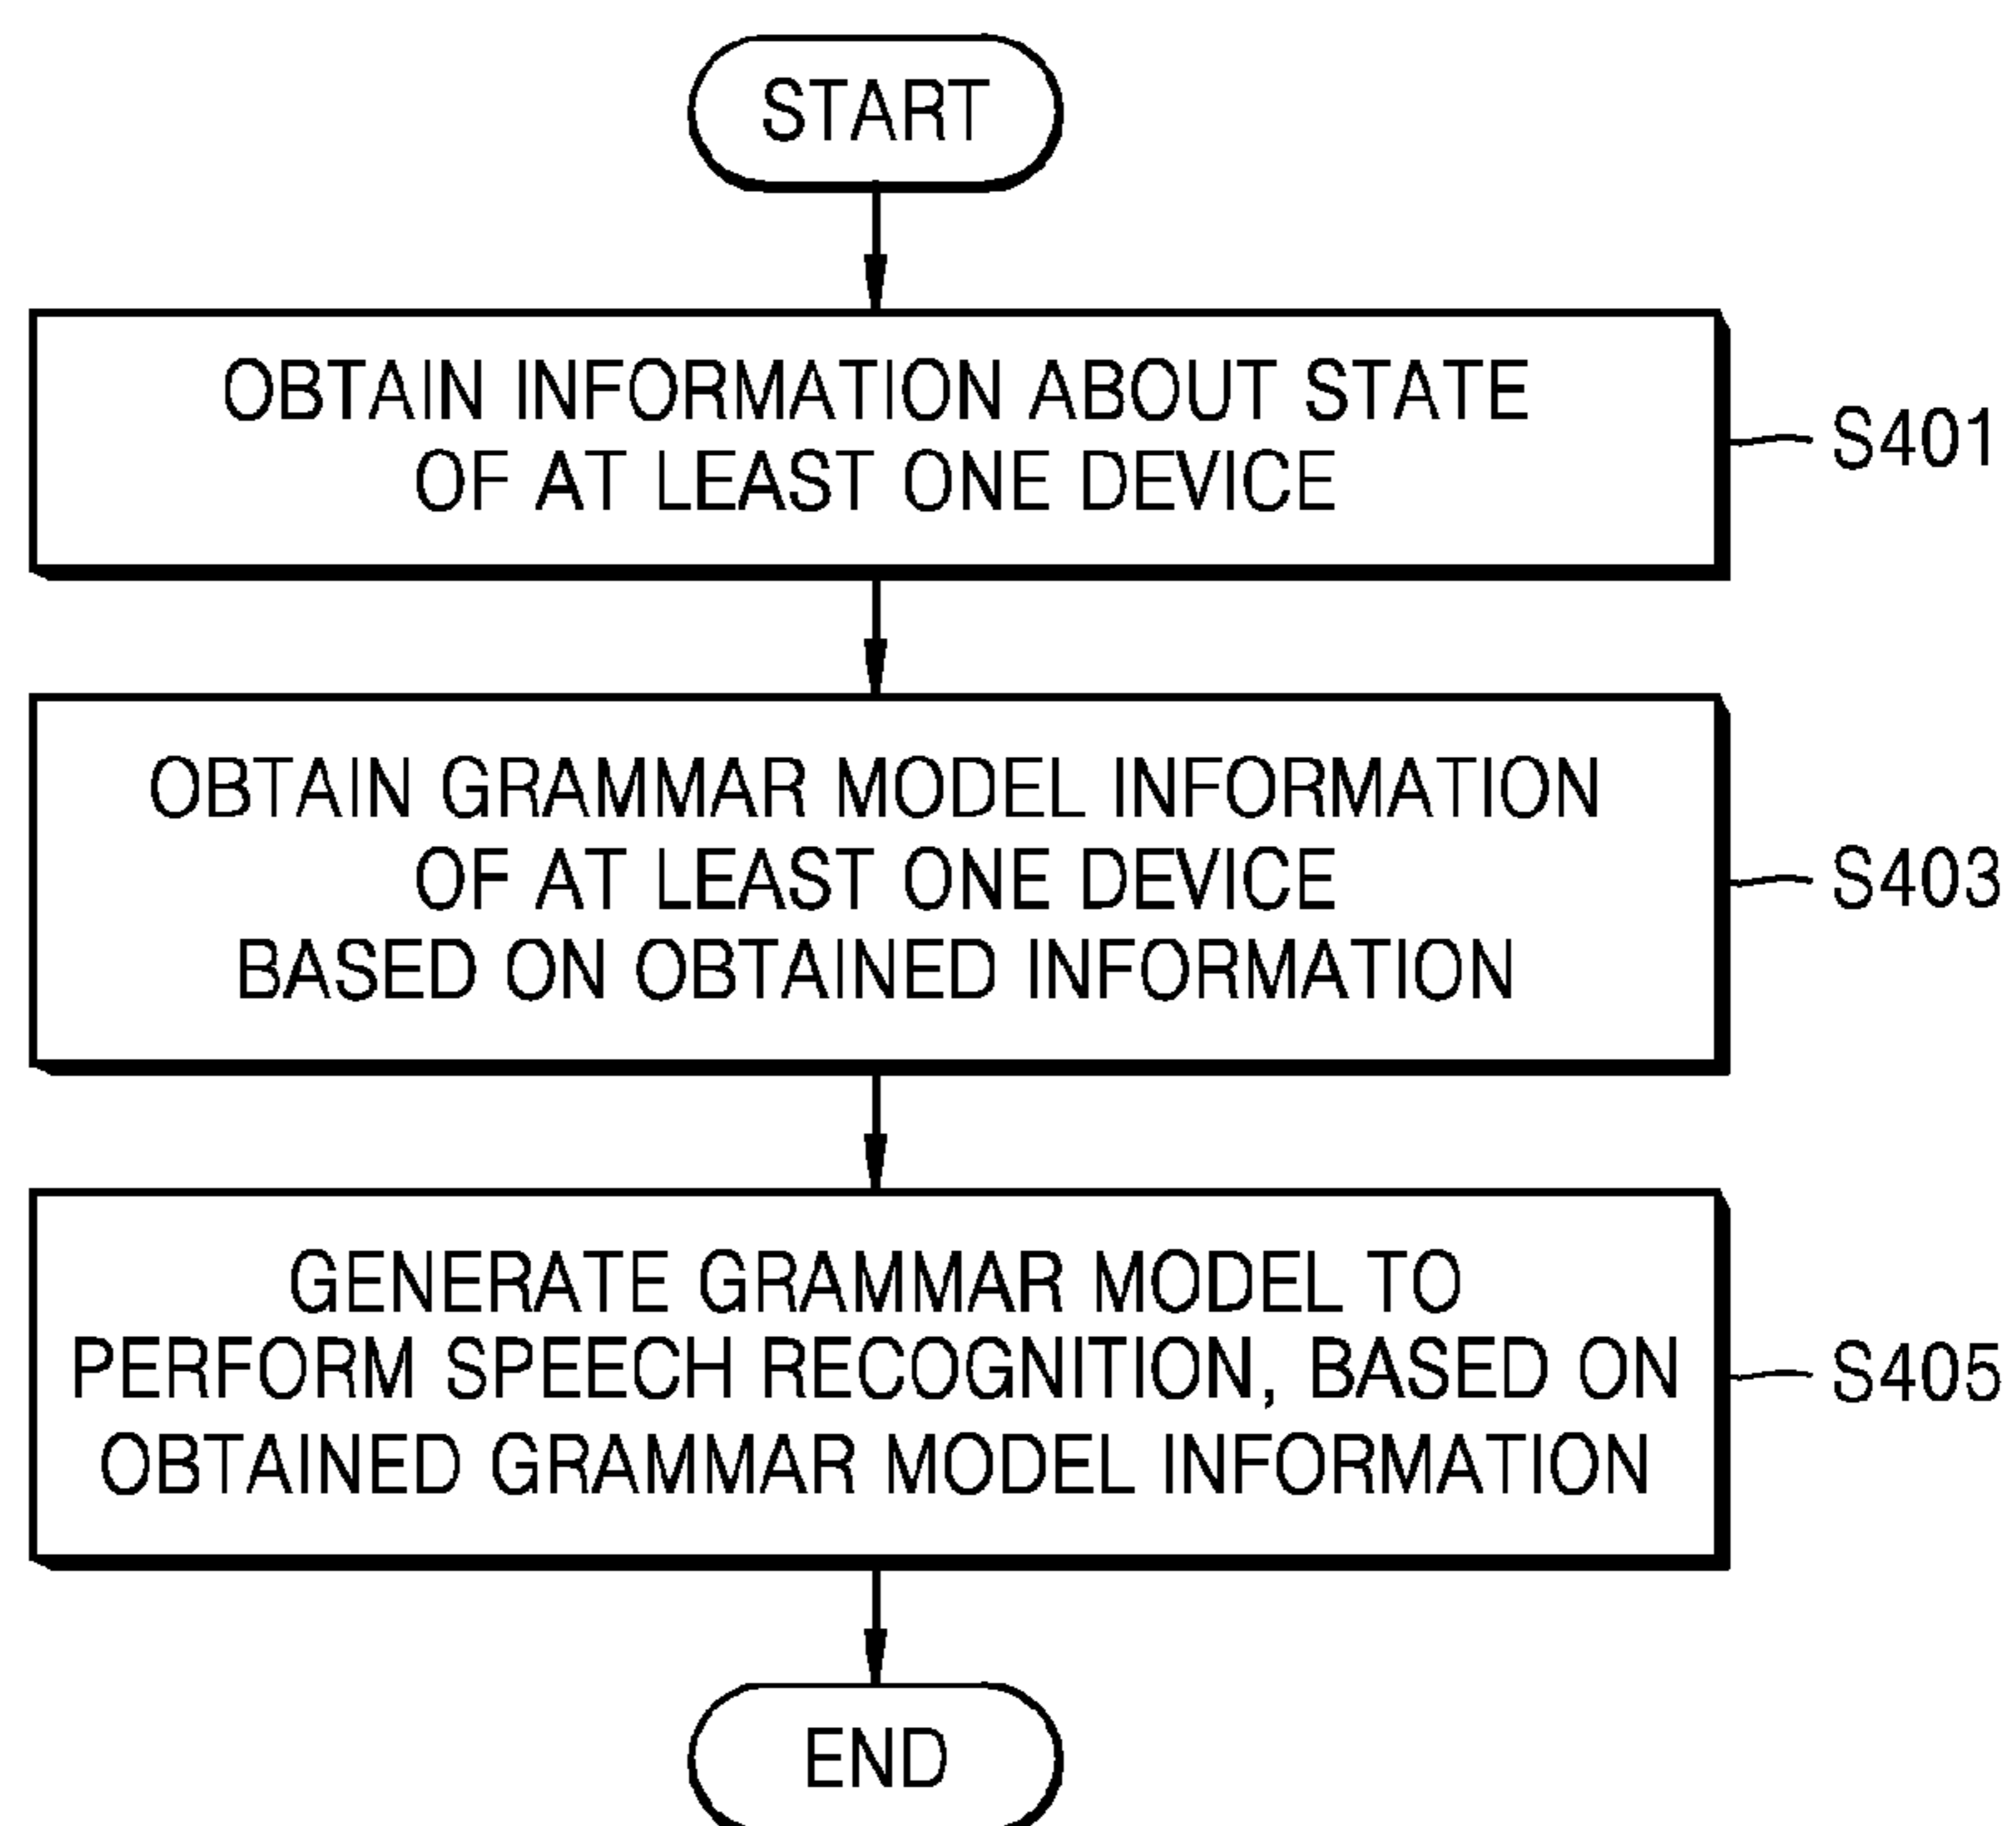 START
OBTAIN INFORMATION ABOUT STATE
OF AT LEAST ONE DEVICE
S401
OBTAIN GRAMMAR MODEL INFORMATION
OF AT LEAST ONE DEVICE
BASED ON OBTAINED INFORMATION
S403
GENERATE GRAMMAR MODEL TO
PERFORM SPEECH RECOGNITION, BASED ON
OBTAINED GRAMMAR MODEL INFORMATION
S405
END